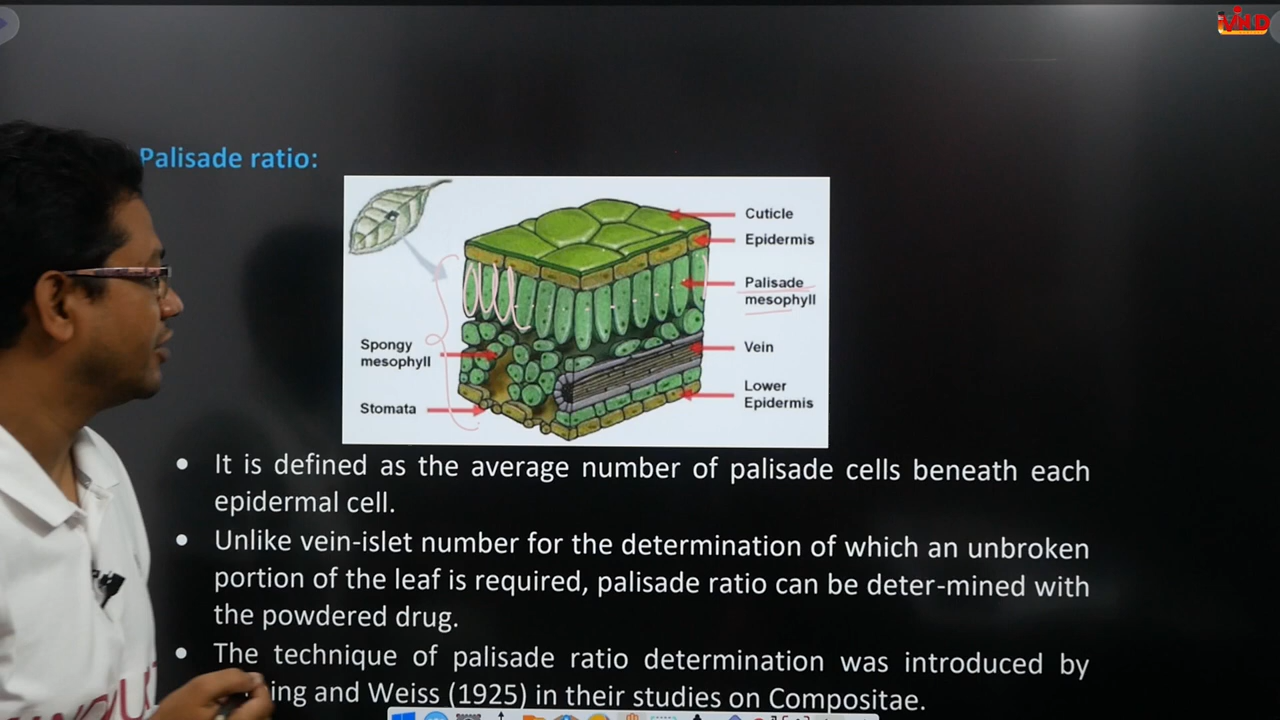 Palisade ratio:
Cuticle
Epidermis
Palisade
mesophyll
Spongy
mesophyll
Vein
Stomata
Lower
Epidermis
• It is defined as the average number of palisade cells beneath each
epidermal cell.
• Unlike vein-islet number for the determination of which an unbroken
portion of the leaf is required, palisade ratio can be deter-mined with
the powdered drug.
• The technique of palisade ratio determination was introduced by
and Weiss (1925) in their studies on Compositae.